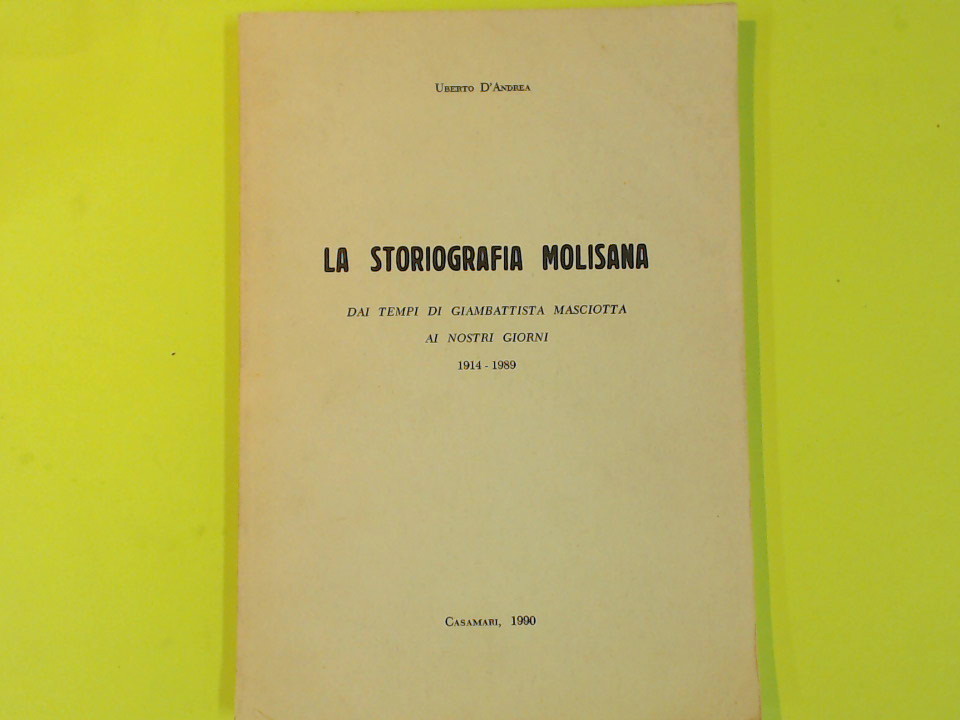 Uberto D'Andrea
LA STORIOGRAFIA MOLISANA
DAI TEMPI DI GIAMBATTISTA MASCIOTTA
AI NOSTRI GIORNI
1914 - 1989
Casamari, 1990